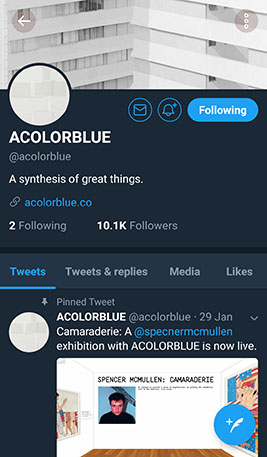 Following
ACOLORBLUE
@acolorblue
A synthesis of great things.
acolorblue.co
2 Following 10.1K Followers
Tweets Tweets & replies Media Likes
Pinned Tweet
ACOLORBLUE @acolorblue · 29 Jan
Camaraderie: A @specnermcmullen
exhibition with ACOLORBLUE is now live.
SPENCER MCMULLEN: CAMARADERIE